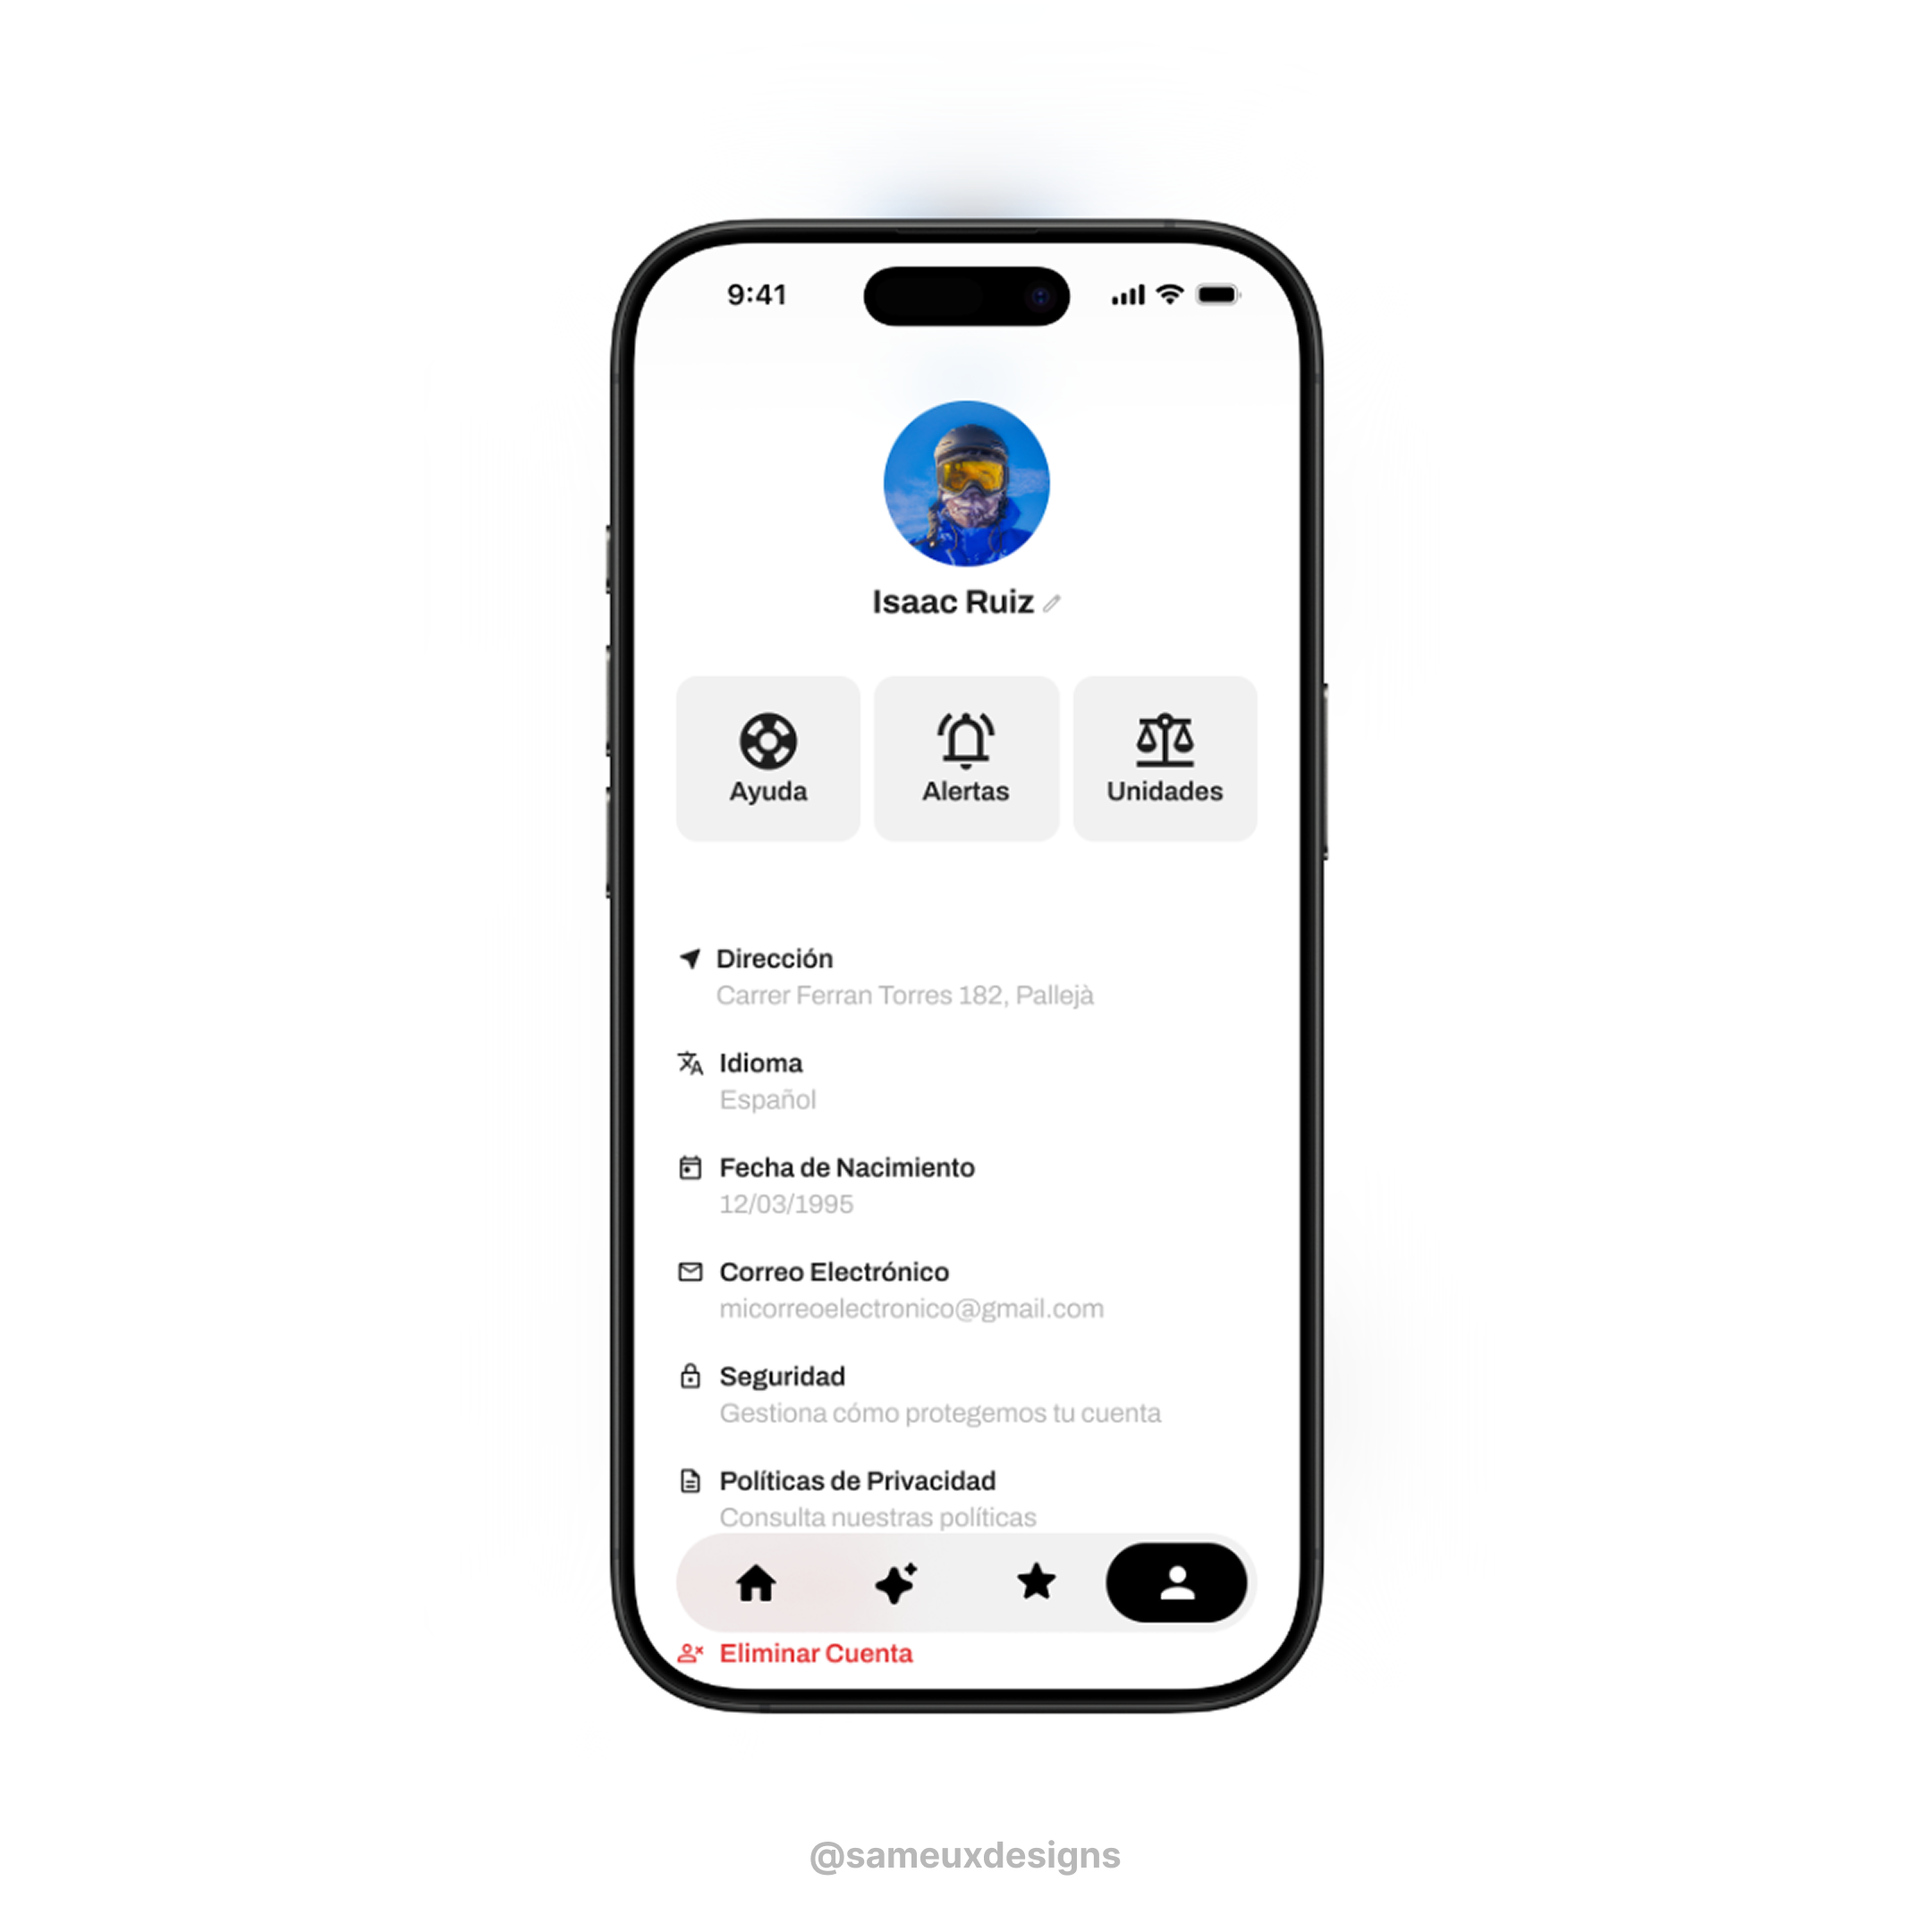 9:41
Isaac Ruiz
Ayuda
Alertas
Unidades
Dirección
Carrer Ferran Torres 182, Pallejà
Idioma
Español
Fecha de Nacimiento
12/03/1995
Correo Electrónico
micorreoelectronico@gmail.com
Seguridad
Gestiona cómo protegemos tu cuenta
Políticas de Privacidad
Consulta nuestras políticas
Eliminar Cuenta
@sameuxdesigns